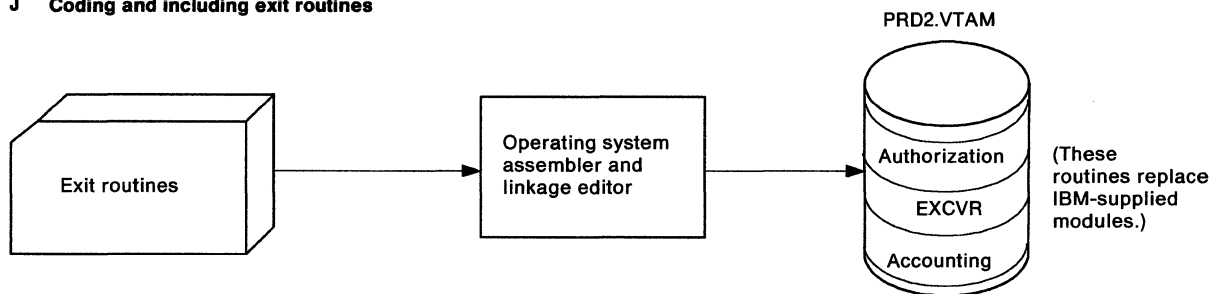 J Coding and including exit routines
PRD2.VTAM
Exit routines
Operating system
assembler and
linkage editor
Authorization
EXCVR
Accounting
(These
routines replace
IBM-supplied
modules.)